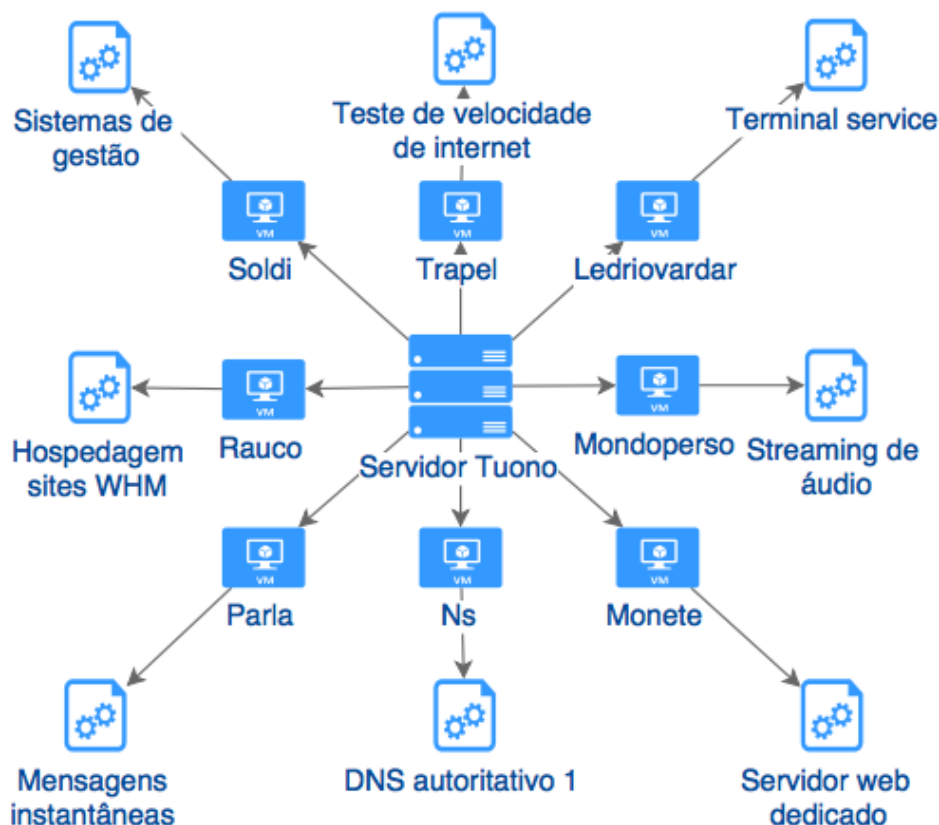 Sistemas de
gestão
Teste de velocidade
de internet
Terminal service
VM
Soldi
VM
Trapel
VM
Ledriovardar
Hospedagem
sites WHM
VM
Rauco
Servidor Tuono
VM
Mondoperso
Streaming de
áudio
VM
Parla
VM
Ns
VM
Monete
Mensagens
instantâneas
DNS autoritativo 1
Servidor web
dedicado